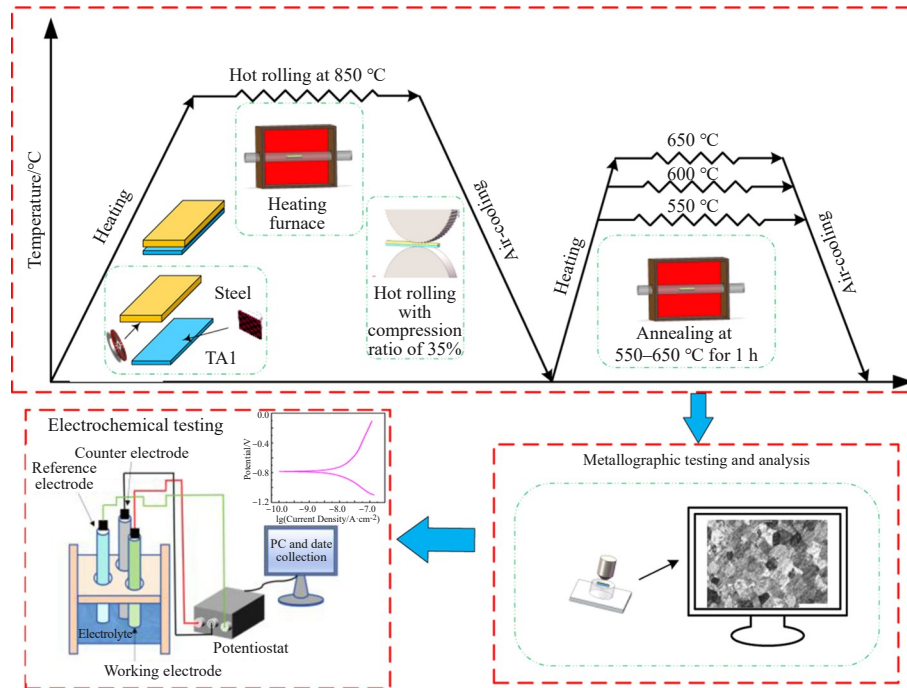 Temperature/°C
Heating
Hot rolling at 850 °C
Heating
furnace
Steel
TA1
Hot rolling
with
compression
ratio of 35%
Air-cooling
Heating
650 °C
600 °C
550 °C
Annealing at
550–650 °C for 1 h
Air-cooling
Electrochemical testing
Counter electrode
Reference
electrode
Electrolyte
Working electrode
Potentiostat
PC and date
collection
Potential/V
0.0
−0.4
−0.8
−1.2
−10.0 −9.0 −8.0 −7.0
lg(Current Density/A·cm⁻²)
Metallographic testing and analysis